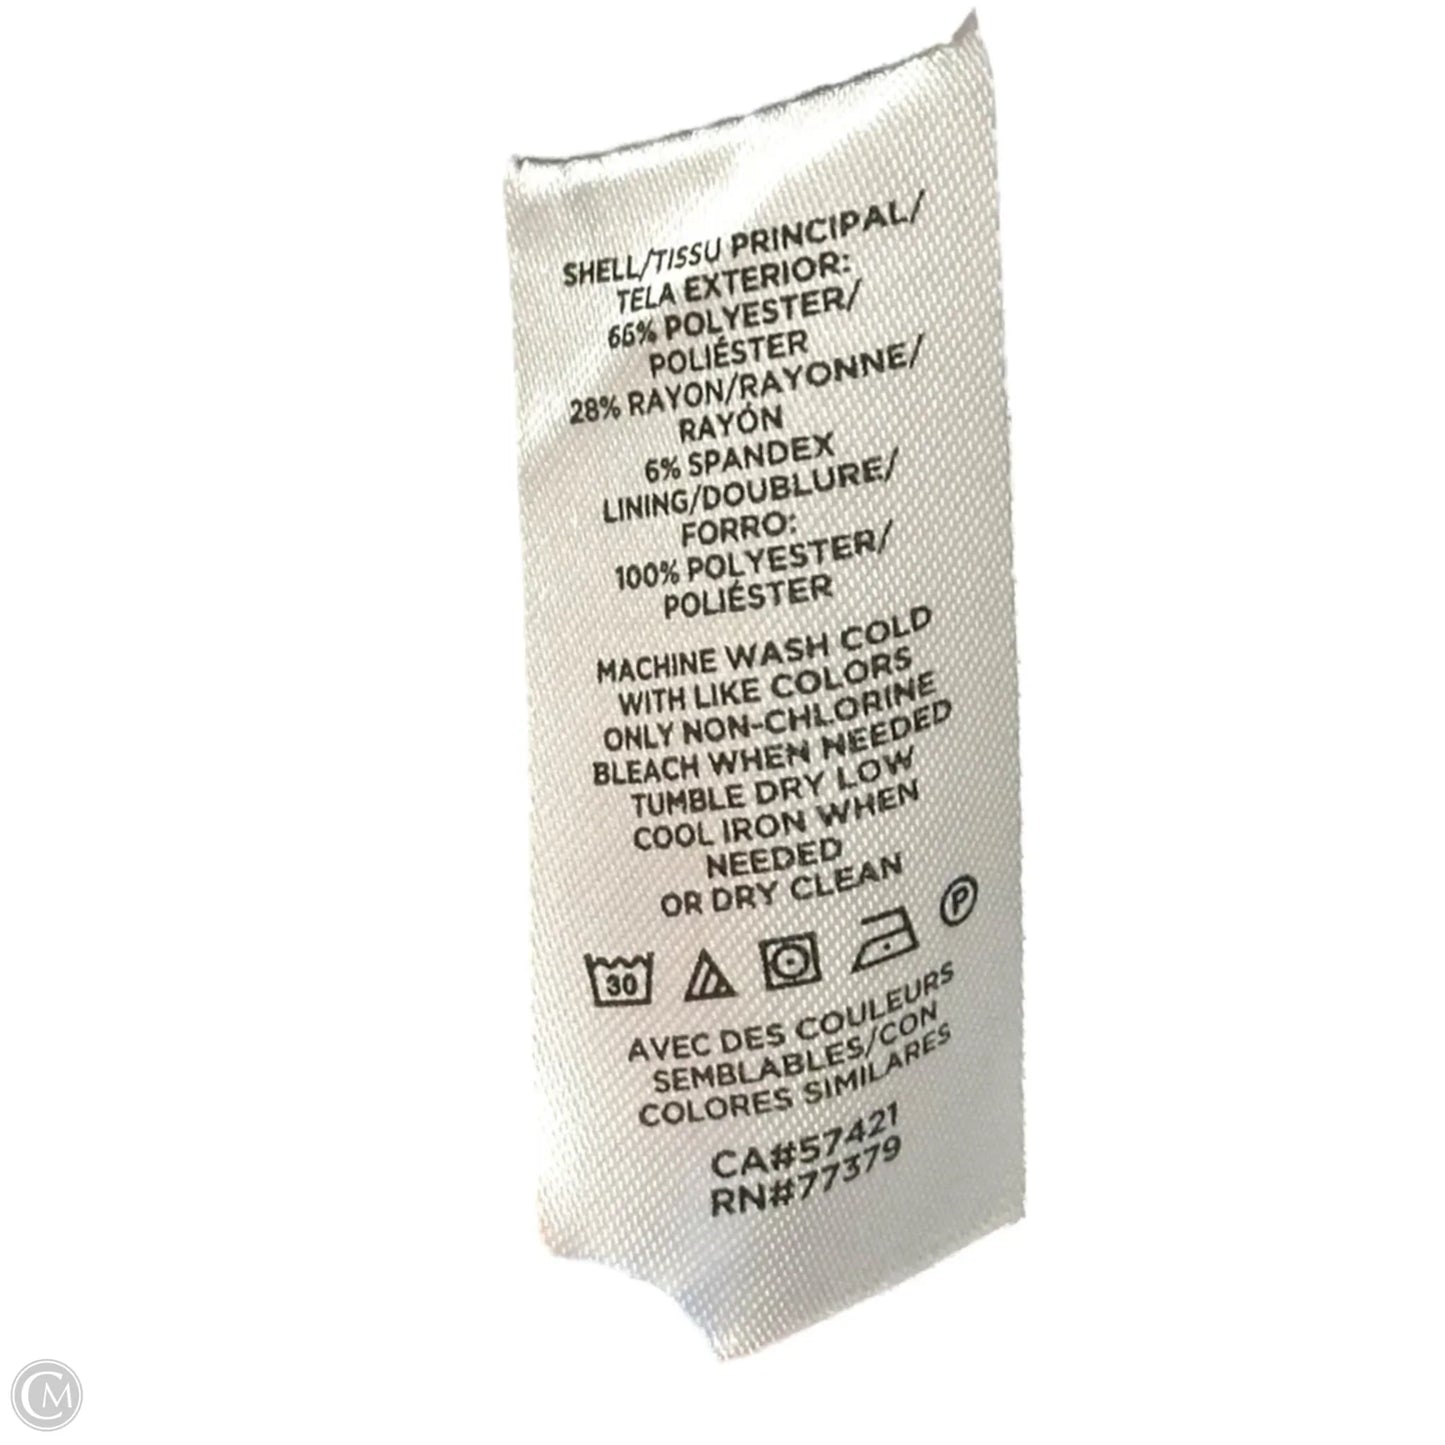 SHELL/TISSU PRINCIPAL/
TELA EXTERIOR:
66% POLYESTER/
POLIÉSTER
28% RAYON/RAYONNE/
RAYÓN
6% SPANDEX
LINING/DOUBLURE/
FORRO:
100% POLYESTER/
POLIÉSTER
MACHINE WASH COLD
WITH LIKE COLORS
ONLY NON-CHLORINE
BLEACH WHEN NEEDED
TUMBLE DRY LOW
COOL IRON WHEN
NEEDED
OR DRY CLEAN
30 P
AVEC DES COULEURS
SEMBLABLES/CON
COLORES SIMILARES
CA#57421
RN#77379
CM